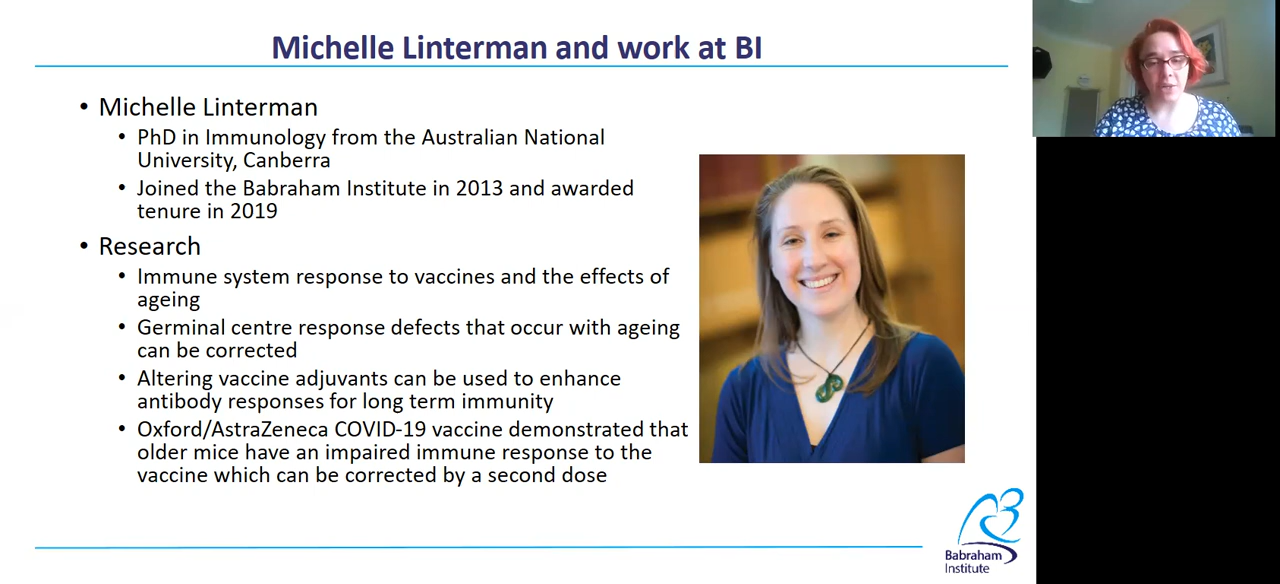 Michelle Linterman and work at BI
• Michelle Linterman
• PhD in Immunology from the Australian National
University, Canberra
• Joined the Babraham Institute in 2013 and awarded
tenure in 2019
• Research
• Immune system response to vaccines and the effects of
ageing
• Germinal centre response defects that occur with ageing
can be corrected
• Altering vaccine adjuvants can be used to enhance
antibody responses for long term immunity
• Oxford/AstraZeneca COVID-19 vaccine demonstrated that
older mice have an impaired immune response to the
vaccine which can be corrected by a second dose
Babraham
Institute